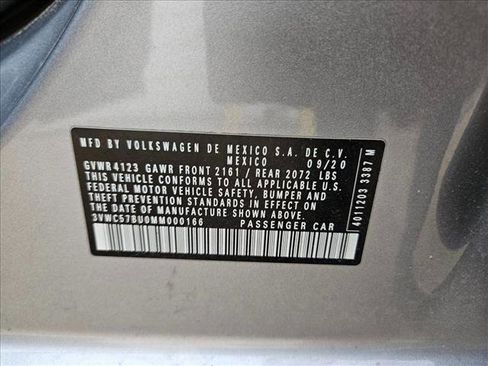 MFD BY VOLKSWAGEN DE MEXICO S.A. DE C.V.
MEXICO 09/20
GVWR4123 GAWR FRONT 2161 / REAR 2072 LBS
THIS VEHICLE CONFORMS TO ALL APPLICABLE U.S.
FEDERAL MOTOR VEHICLE SAFETY, BUMPER AND
THEFT PREVENTION STANDARDS IN EFFECT ON THE
DATE OF MANUFACTURE SHOWN ABOVE.
3VWC57BU0MM000166 PASSENGER CAR
4011203 3387 M